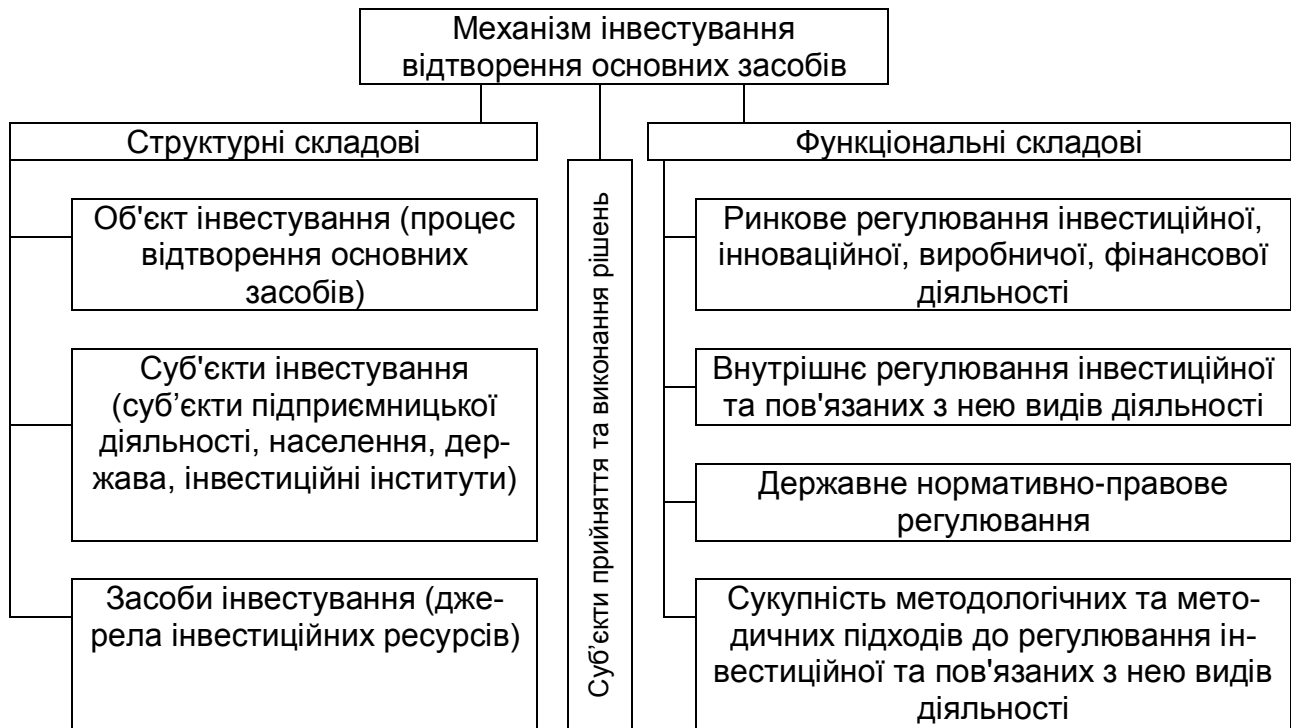 Механізм інвестування
відтворення основних засобів
Структурні складові
Об'єкт інвестування (процес
відтворення основних
засобів)
Суб'єкти інвестування
(суб’єкти підприємницької
діяльності, населення, дер-
жава, інвестиційні інститути)
Засоби інвестування (дже-
рела інвестиційних ресурсів)
Суб’єкти прийняття та виконання рішень
Функціональні складові
Ринкове регулювання інвестиційної,
інноваційної, виробничої, фінансової
діяльності
Внутрішнє регулювання інвестиційної
та пов'язаних з нею видів діяльності
Державне нормативно-правове
регулювання
Сукупність методологічних та мето-
дичних підходів до регулювання ін-
вестиційної та пов'язаних з нею видів
діяльності